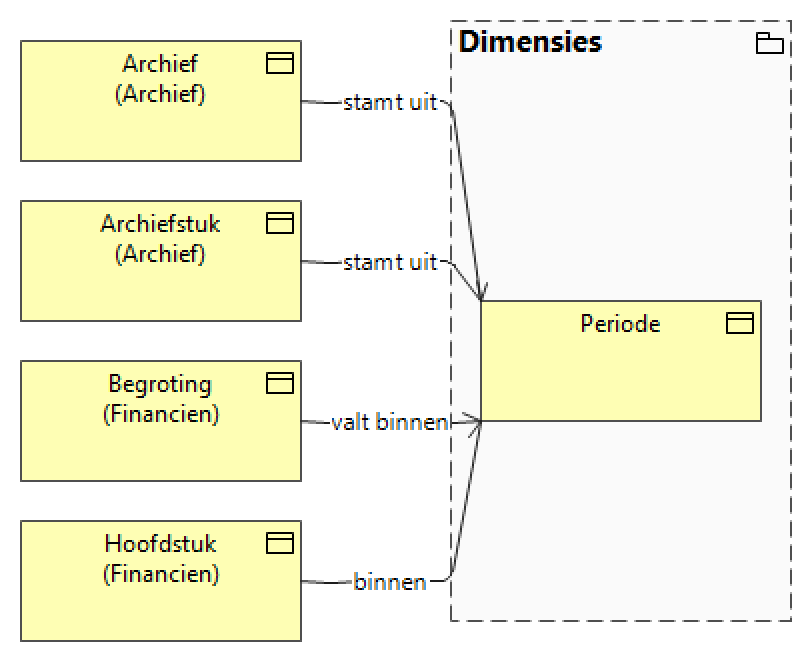 Dimensies
Archief
(Archief)
stamt uit
Archiefstuk
(Archief)
stamt uit
Periode
Begroting
(Financien)
valt binnen
Hoofdstuk
(Financien)
binnen